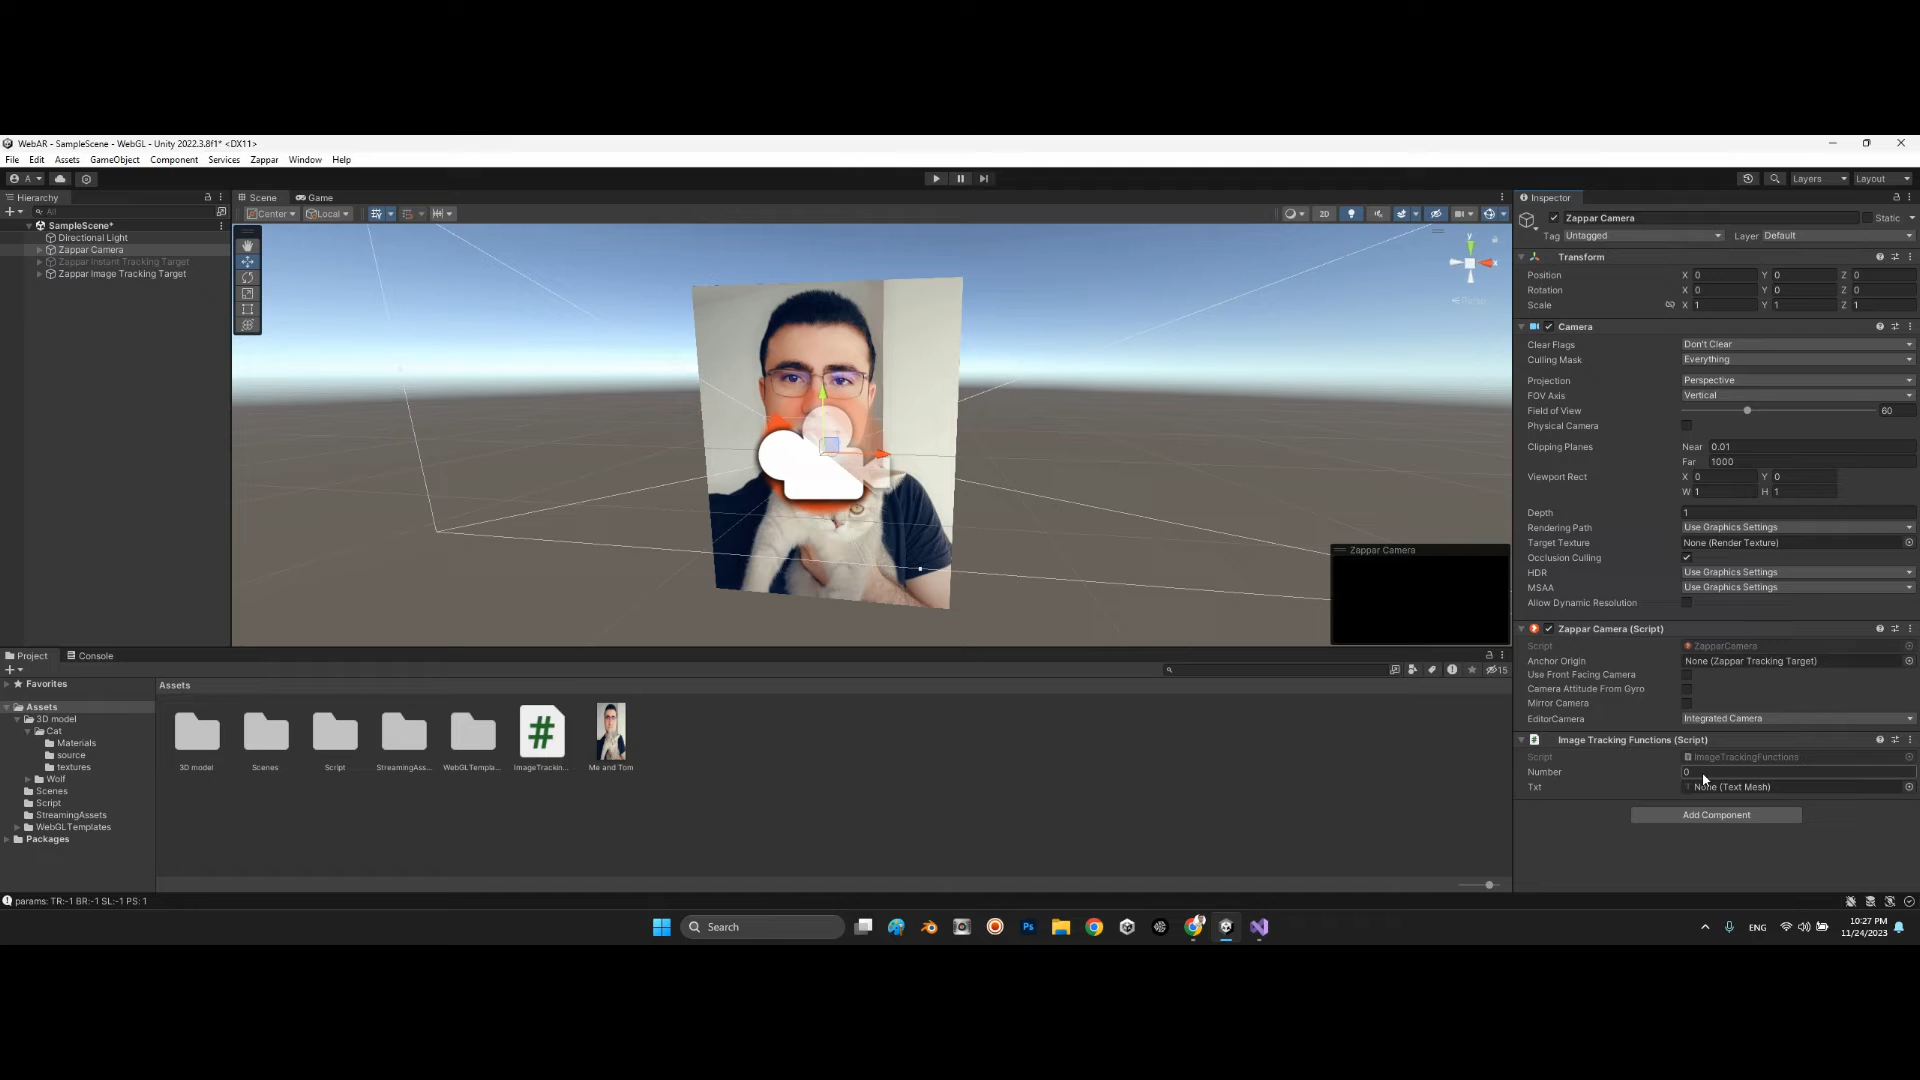 WebAR - SampleScene - WebGL - Unity 2022.3.8f1* <DX11>
File Edit Assets GameObject Component Services Zappar Window Help
A Layers Layout
Hierarchy Scene Game Inspector
All Center Local 2D Zappar Camera Static
SampleScene*
Directional Light
Zappar Camera
Zappar Instant Tracking Target
Zappar Image Tracking Target
y
x
Persp
Zappar Camera
Tag Untagged Layer Default
Transform
Position X 0 Y 0 Z 0
Rotation X 0 Y 0 Z 0
Scale X 1 Y 1 Z 1
Camera
Clear Flags Don't Clear
Culling Mask Everything
Projection Perspective
FOV Axis Vertical
Field of View 60
Physical Camera
Clipping Planes Near 0.01
Far 1000
Viewport Rect X 0 Y 0
W 1 H 1
Depth 1
Rendering Path Use Graphics Settings
Target Texture None (Render Texture)
Occlusion Culling
HDR Use Graphics Settings
MSAA Use Graphics Settings
Allow Dynamic Resolution
Zappar Camera (Script)
Script ZapparCamera
Anchor Origin None (Zappar Tracking Target)
Use Front Facing Camera
Camera Attitude From Gyro
Mirror Camera
EditorCamera Integrated Camera
Image Tracking Functions (Script)
Script ImageTrackingFunctions
Number 0
Txt None (Text Mesh)
Add Component
Project Console
15
Favorites
Assets
3D model
Cat
Materials
source
textures
Wolf
Scenes
Script
StreamingAssets
WebGLTemplates
Packages
Assets
3D model Scenes Script StreamingAss... WebGLTempla... ImageTrackin... Me and Tom
params: TR:-1 BR:-1 SL:-1 PS: 1
Search Ps ENG 10:27 PM
11/24/2023